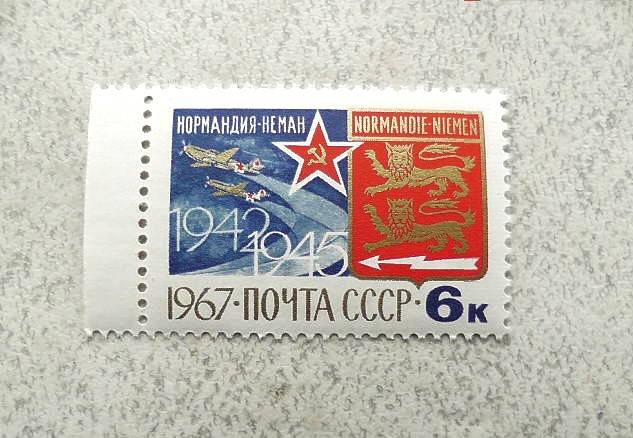 НОРМАНДИЯ-НЕМАН
NORMANDIE-NIEMEN
1942
1945
1967·ПОЧТА СССР·6К